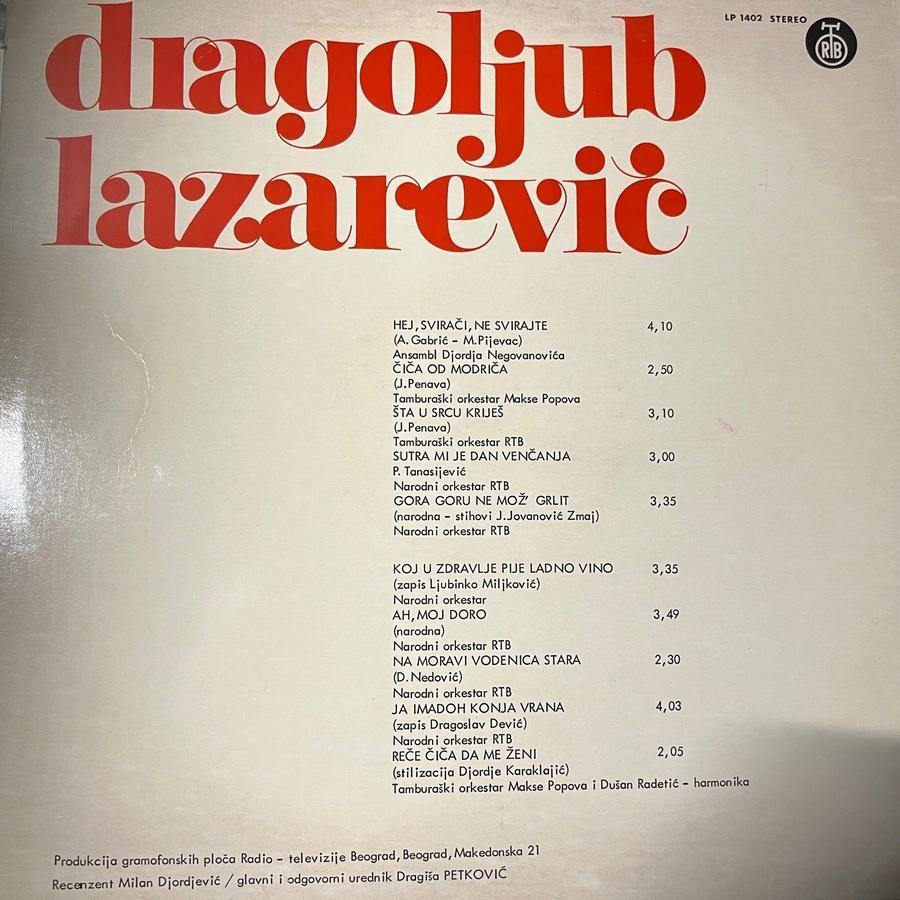 LP 1402 STEREO
RTB
dragoljub
lazarević
HEJ, SVIRAČI, NE SVIRAJTE 4,10
(A. Gabrić - M.Pijevac)
Ansambl Djordja Negovanovića
ČIČA OD MODRIČA 2,50
(J.Penava)
Tamburaški orkestar Makse Popova
ŠTA U SRCU KRIJEŠ 3,10
(J.Penava)
Tamburaški orkestar RTB
SUTRA MI JE DAN VENČANJA 3,00
P. Tanasijević
Narodni orkestar RTB
GORA GORU NE MOŽ' GRLIT 3,35
(narodna - stihovi J.Jovanović Zmaj)
Narodni orkestar RTB
KOJ U ZDRAVLJE PIJE LADNO VINO 3,35
(zapis Ljubinko Miljković)
Narodni orkestar
AH, MOJ DORO 3,49
(narodna)
Narodni orkestar RTB
NA MORAVI VODENICA STARA 2,30
(D. Nedović)
Narodni orkestar RTB
JA IMADOH KONJA VRANA 4,03
(zapis Dragoslav Dević)
Narodni orkestar RTB
REČE ČIČA DA ME ŽENI 2,05
(stilizacija Djordje Karaklajić)
Tamburaški orkestar Makse Popova i Dušan Radetić - harmonika
Produkcija gramofonskih ploča Radio - televizije Beograd, Beograd, Makedonska 21
Recenzent Milan Djordjević / glavni i odgovorni urednik Dragiša PETKOVIĆ